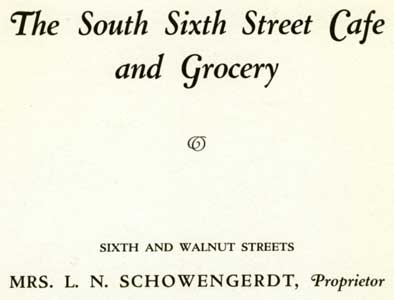 The South Sixth Street Cafe
and Grocery
SIXTH AND WALNUT STREETS
MRS. L. N. SCHOWENGERDT, Proprietor